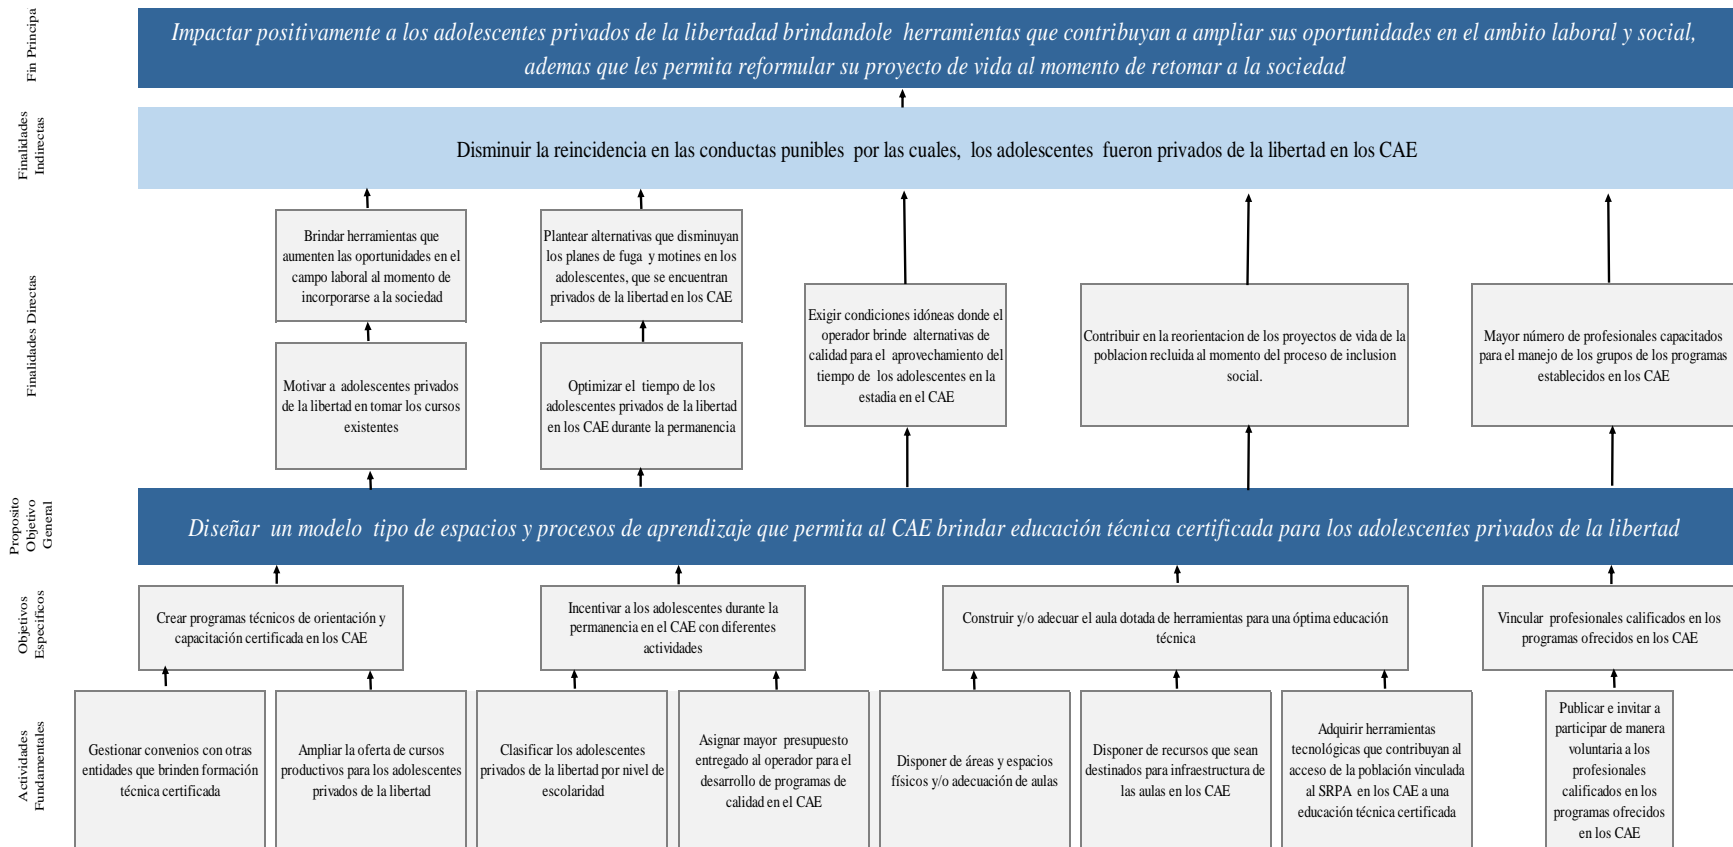 Fin Principa
Impactar positivamente a los adolescentes privados de la libertadad brindandole herramientas que contribuyan a ampliar sus oportunidades en el ambito laboral y social,
ademas que les permita reformular su proyecto de vida al momento de retomar a la sociedad
Finalidades
Indirectas
Disminuir la reincidencia en las conductas punibles por las cuales, los adolescentes fueron privados de la libertad en los CAE
Finalidades Directas
Brindar herramientas que
aumenten las oportunidades en el
campo laboral al momento de
incorporarse a la sociedad
Plantear alternativas que disminuyan
los planes de fuga y motines en los
adolescentes, que se encuentran
privados de la libertad en los CAE
Exigir condiciones idóneas donde el
operador brinde alternativas de
calidad para el aprovechamiento del
tiempo de los adolescentes en la
estadia en el CAE
Contribuir en la reorientacion de los proyectos de vida de la
poblacion recluida al momento del proceso de inclusion
social.
Mayor número de profesionales capacitados
para el manejo de los grupos de los programas
establecidos en los CAE
Motivar a adolescentes privados
de la libertad en tomar los cursos
existentes
Optimizar el tiempo de los
adolescentes privados de la libertad
en los CAE durante la permanencia
Proposito
Objetivo
General
Diseñar un modelo tipo de espacios y procesos de aprendizaje que permita al CAE brindar educación técnica certificada para los adolescentes privados de la libertad
Objetivos
Especificos
Crear programas técnicos de orientación y
capacitación certificada en los CAE
Incentivar a los adolescentes durante la
permanencia en el CAE con diferentes
actividades
Construir y/o adecuar el aula dotada de herramientas para una óptima educación
técnica
Vincular profesionales calificados en los
programas ofrecidos en los CAE
Actividades
Fundamentales
Gestionar convenios con otras
entidades que brinden formación
técnica certificada
Ampliar la oferta de cursos
productivos para los adolescentes
privados de la libertad
Clasificar los adolescentes
privados de la libertad por nivel de
escolaridad
Asignar mayor presupuesto
entregado al operador para el
desarrollo de programas de
calidad en el CAE
Disponer de áreas y espacios
físicos y/o adecuación de aulas
Disponer de recursos que sean
destinados para infraestructura de
las aulas en los CAE
Adquirir herramientas
tecnológicas que contribuyan al
acceso de la población vinculada
al SRPA en los CAE a una
educación técnica certificada
Publicar e invitar a
participar de manera
voluntaria a los
profesionales
calificados en los
programas ofrecidos
en los CAE